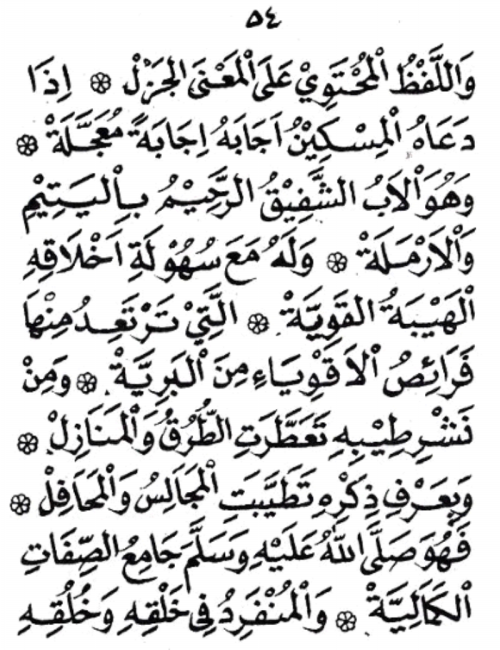 ٥٤
وَاللَّفْظُ الْمُحْتَوِيْ عَلَى الْمَعْنَى الْجَزْلْ ۞ اِذَا
دَعَاهُ الْمِسْكِيْنُ اَجَابَهُ اِجَابَةً مُعَجَّلَةْ ۞
وَهُوَ الْاَبُ الشَّفِيْقُ الرَّحِيْمُ بِالْيَتِيْمِ
وَالْاَرْمَلَةْ ۞ وَلَهُ مَعَ سُهُوْلَةِ اَخْلَاقِهِ
الْهَيْبَةُ الْقَوِيَّةْ ۞ الَّتِيْ تَرْتَعِدُ مِنْهَا
فَرَائِصُ الْاَقْوِيَاءِ مِنَ الْبَرِيَّةْ ۞ وَمِنْ
نَشْرِ طِيْبِهِ تَعَطَّرَتِ الطُّرُقُ وَالْمَنَازِلْ ۞
وَبِعَرْفِ ذِكْرِهِ تَطَيَّبَتِ الْمَجَالِسُ وَالْمَحَافِلْ ۞
فَهُوَ صَلَّى اللهُ عَلَيْهِ وَسَلَّمَ جَامِعُ الصِّفَاتِ
الْكَمَالِيَّةْ ۞ وَالْمُنْفَرِدُ فِيْ خَلْقِهِ وَخُلُقِهِ